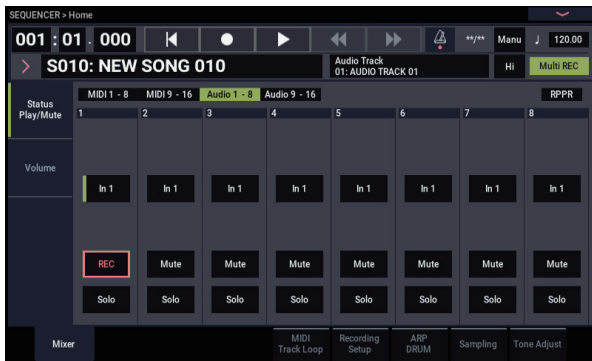 SEQUENCER > Home
001 : 01 . 000 **/** Manu ♩ 120.00
> S010: NEW SONG 010 Audio Track Hi Multi REC
01: AUDIO TRACK 01
Status MIDI 1 - 8 MIDI 9 - 16 Audio 1 - 8 Audio 9 - 16 RPPR
Play/Mute 1 2 3 4 5 6 7 8
Volume
In 1 In 1 In 1 In 1 In 1 In 1 In 1 In 1
REC Mute Mute Mute Mute Mute Mute Mute
Solo Solo Solo Solo Solo Solo Solo Solo
Mixer MIDI Recording ARP Sampling Tone Adjust
Track Loop Setup DRUM